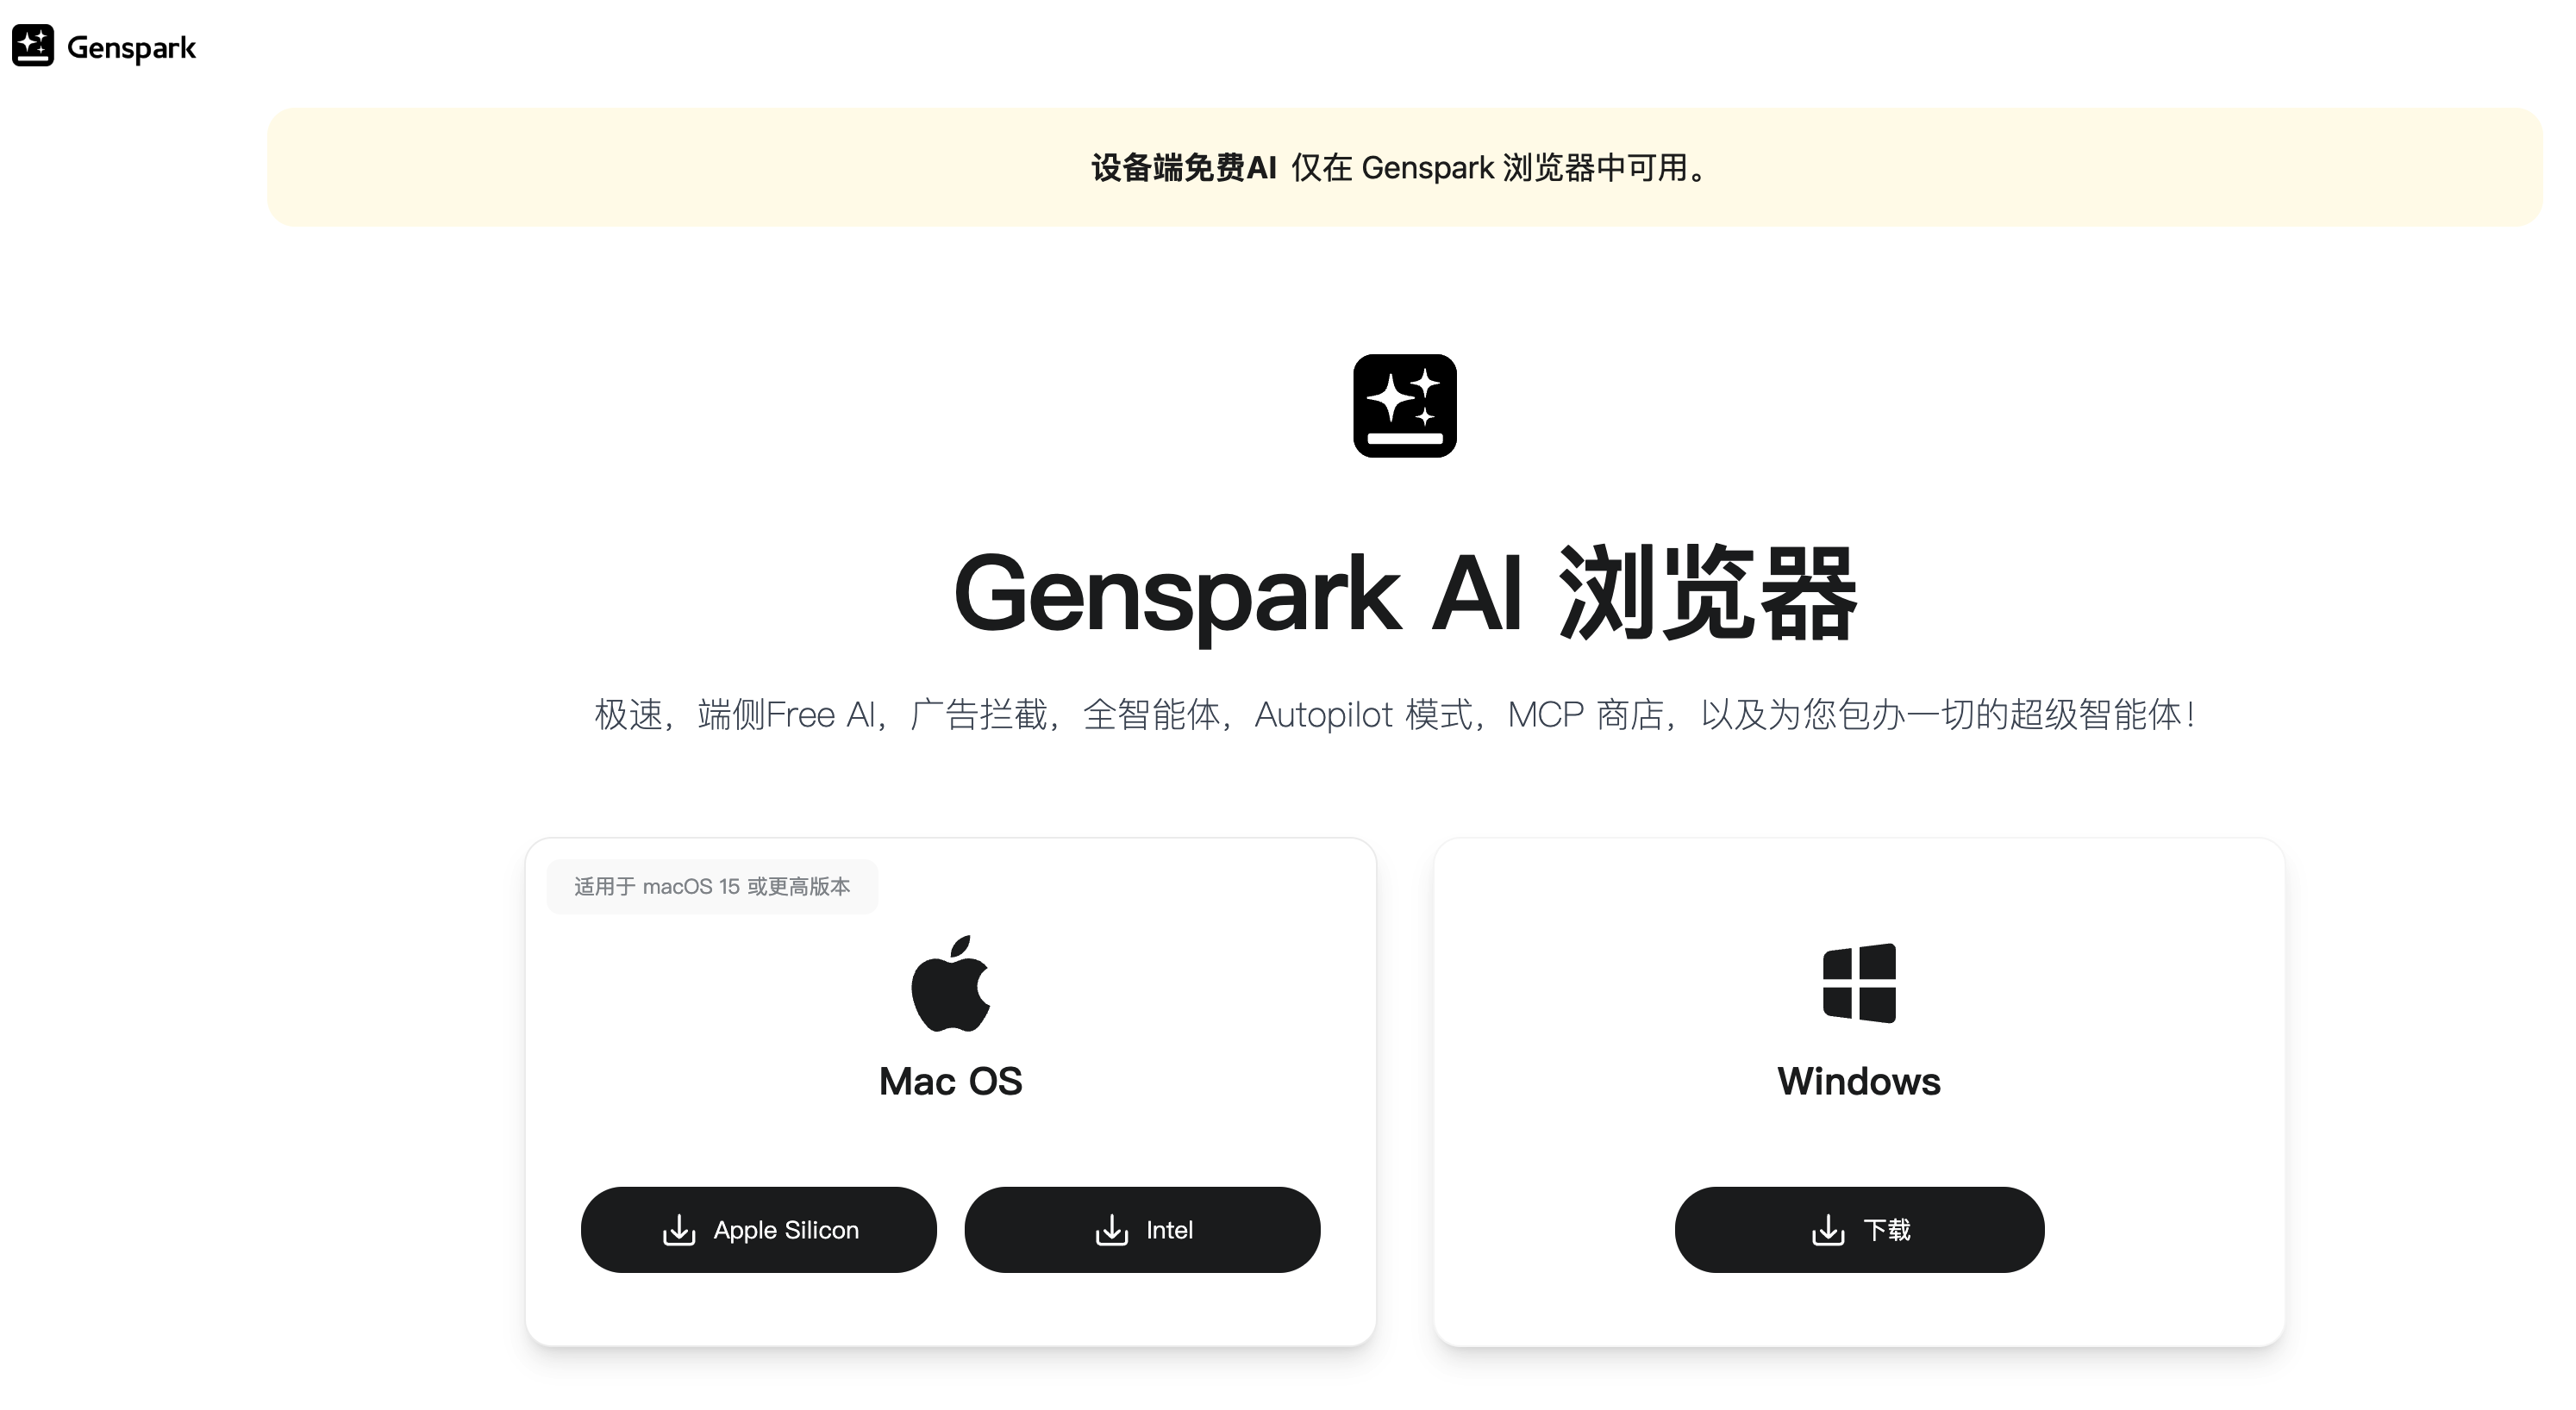 Genspark
设备端免费AI 仅在 Genspark 浏览器中可用。
Genspark AI 浏览器
极速，端侧Free AI，广告拦截，全智能体，Autopilot 模式，MCP 商店，以及为您包办一切的超级智能体！
适用于 macOS 15 或更高版本
Mac OS
Apple Silicon
Intel
Windows
下载